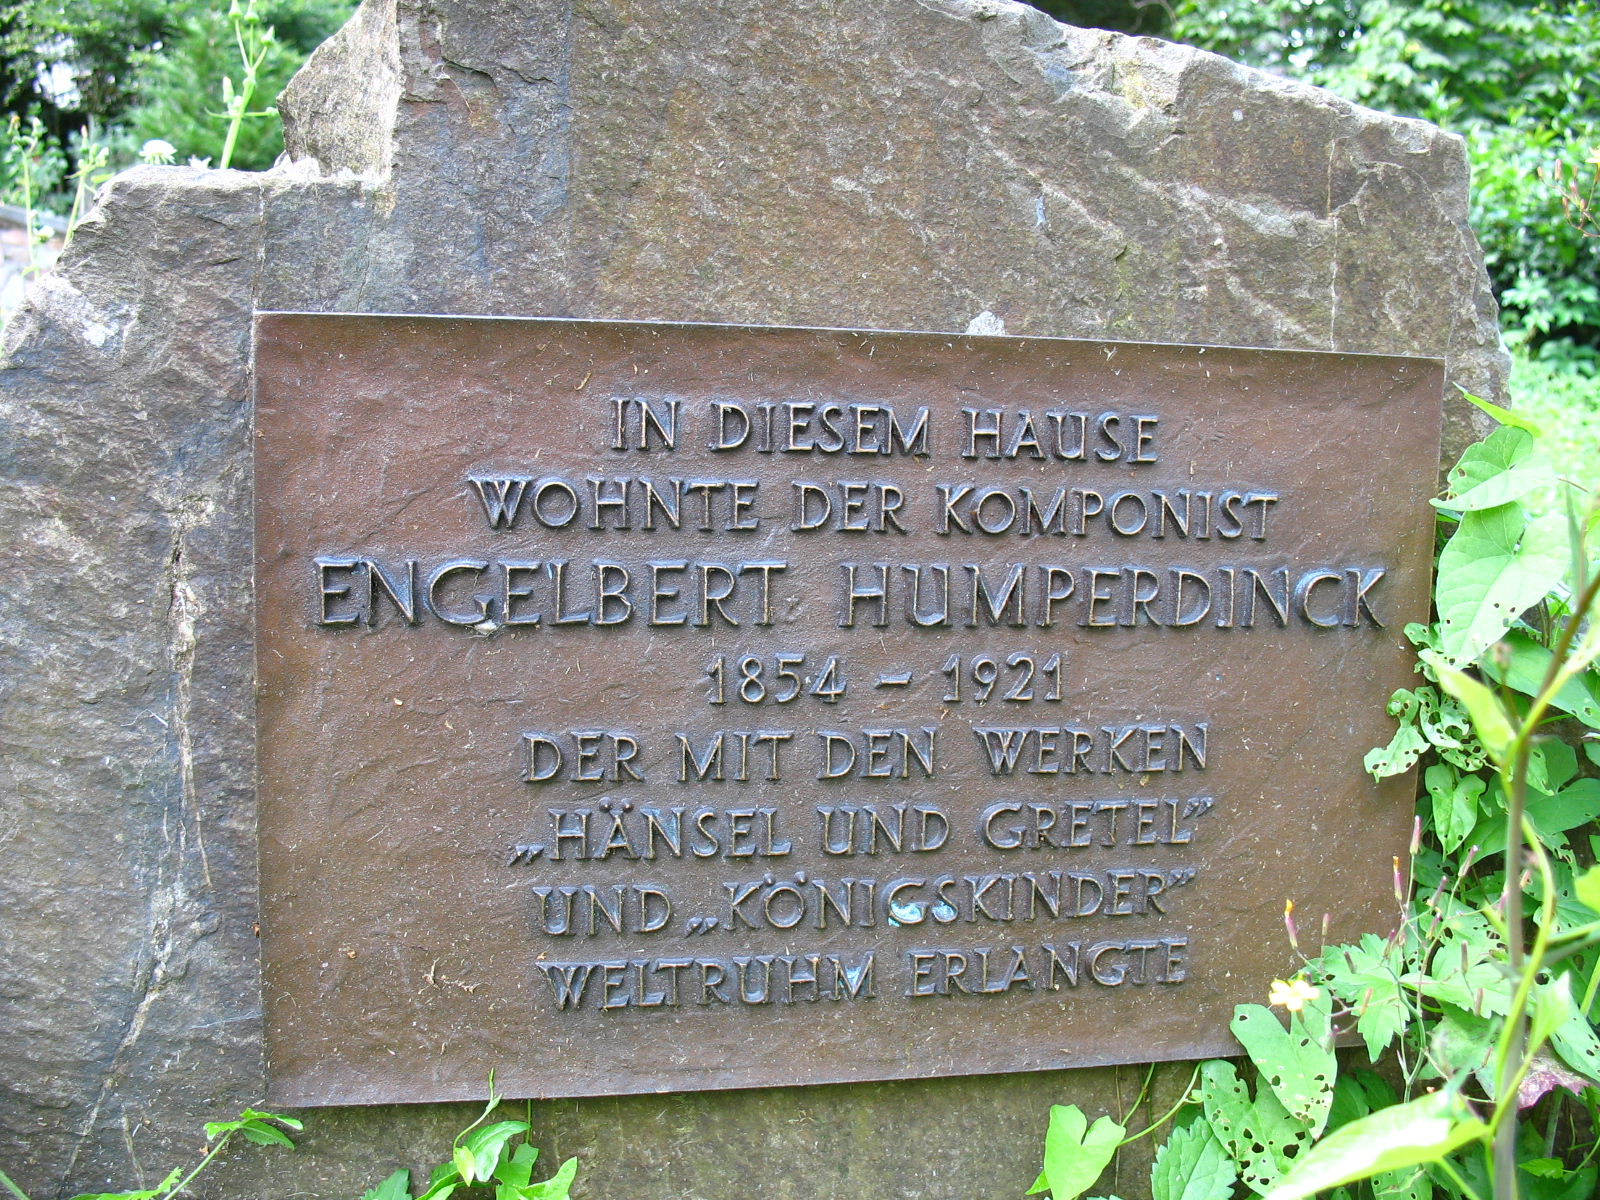 IN DIESEM HAUSE
WOHNTE DER KOMPONIST
ENGELBERT HUMPERDINCK
1854 – 1921
DER MIT DEN WERKEN
„HÄNSEL UND GRETEL”
UND „KÖNIGSKINDER”
WELTRUHM ERLANGTE